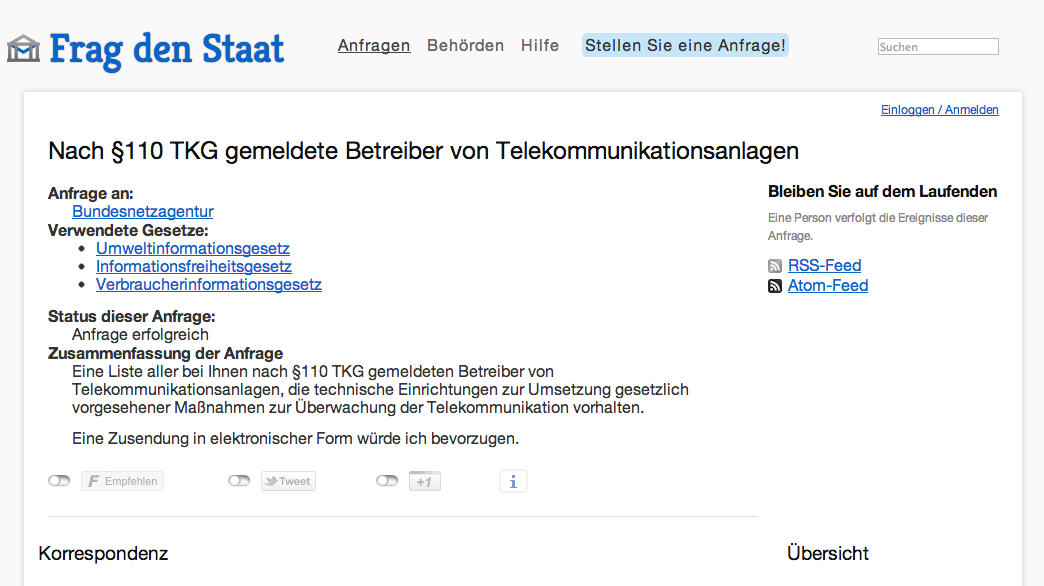 Frag den Staat
Anfragen Behörden Hilfe Stellen Sie eine Anfrage! Suchen
Einloggen / Anmelden
Nach §110 TKG gemeldete Betreiber von Telekommunikationsanlagen
Anfrage an:
Bundesnetzagentur
Verwendete Gesetze:
Umweltinformationsgesetz
Informationsfreiheitsgesetz
Verbraucherinformationsgesetz
Status dieser Anfrage:
Anfrage erfolgreich
Zusammenfassung der Anfrage
Eine Liste aller bei Ihnen nach §110 TKG gemeldeten Betreiber von
Telekommunikationsanlagen, die technische Einrichtungen zur Umsetzung gesetzlich
vorgesehener Maßnahmen zur Überwachung der Telekommunikation vorhalten.
Eine Zusendung in elektronischer Form würde ich bevorzugen.
F Empfehlen Tweet +1 i
Bleiben Sie auf dem Laufenden
Eine Person verfolgt die Ereignisse dieser
Anfrage.
RSS-Feed
Atom-Feed
Korrespondenz
Übersicht